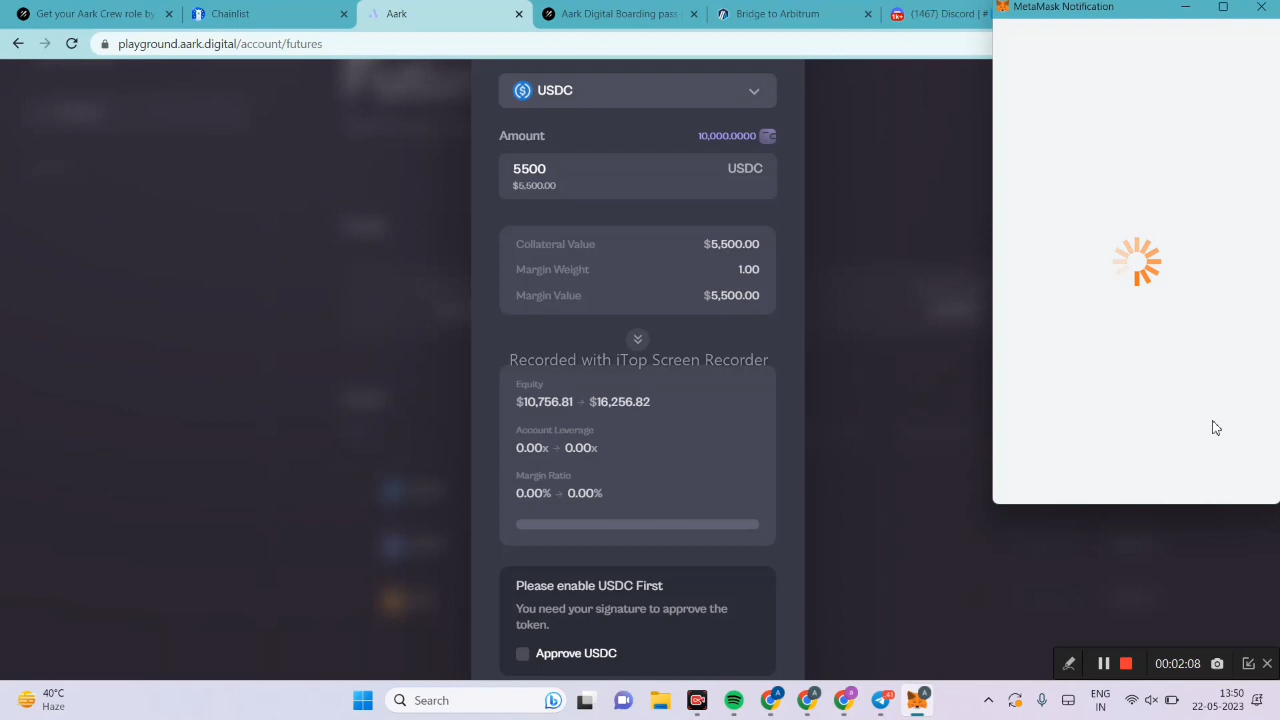 Get your Aark Crew role by
Chainlist
Aark
Aark Digital Boarding pass
Bridge to Arbitrum
(1467) Discord | #
MetaMask Notification
playground.aark.digital/account/futures
USDC
Amount
10,000.0000
5500
USDC
$5,500.00
Collateral Value
$5,500.00
Margin Weight
1.00
Margin Value
$5,500.00
Recorded with iTop Screen Recorder
Equity
$10,756.81 → $16,256.82
Account Leverage
0.00x → 0.00x
Margin Ratio
0.00% → 0.00%
Please enable USDC First
You need your signature to approve the
token.
Approve USDC
00:02:08
40°C
Haze
Search
ENG
IN
13:50
22-05-2023